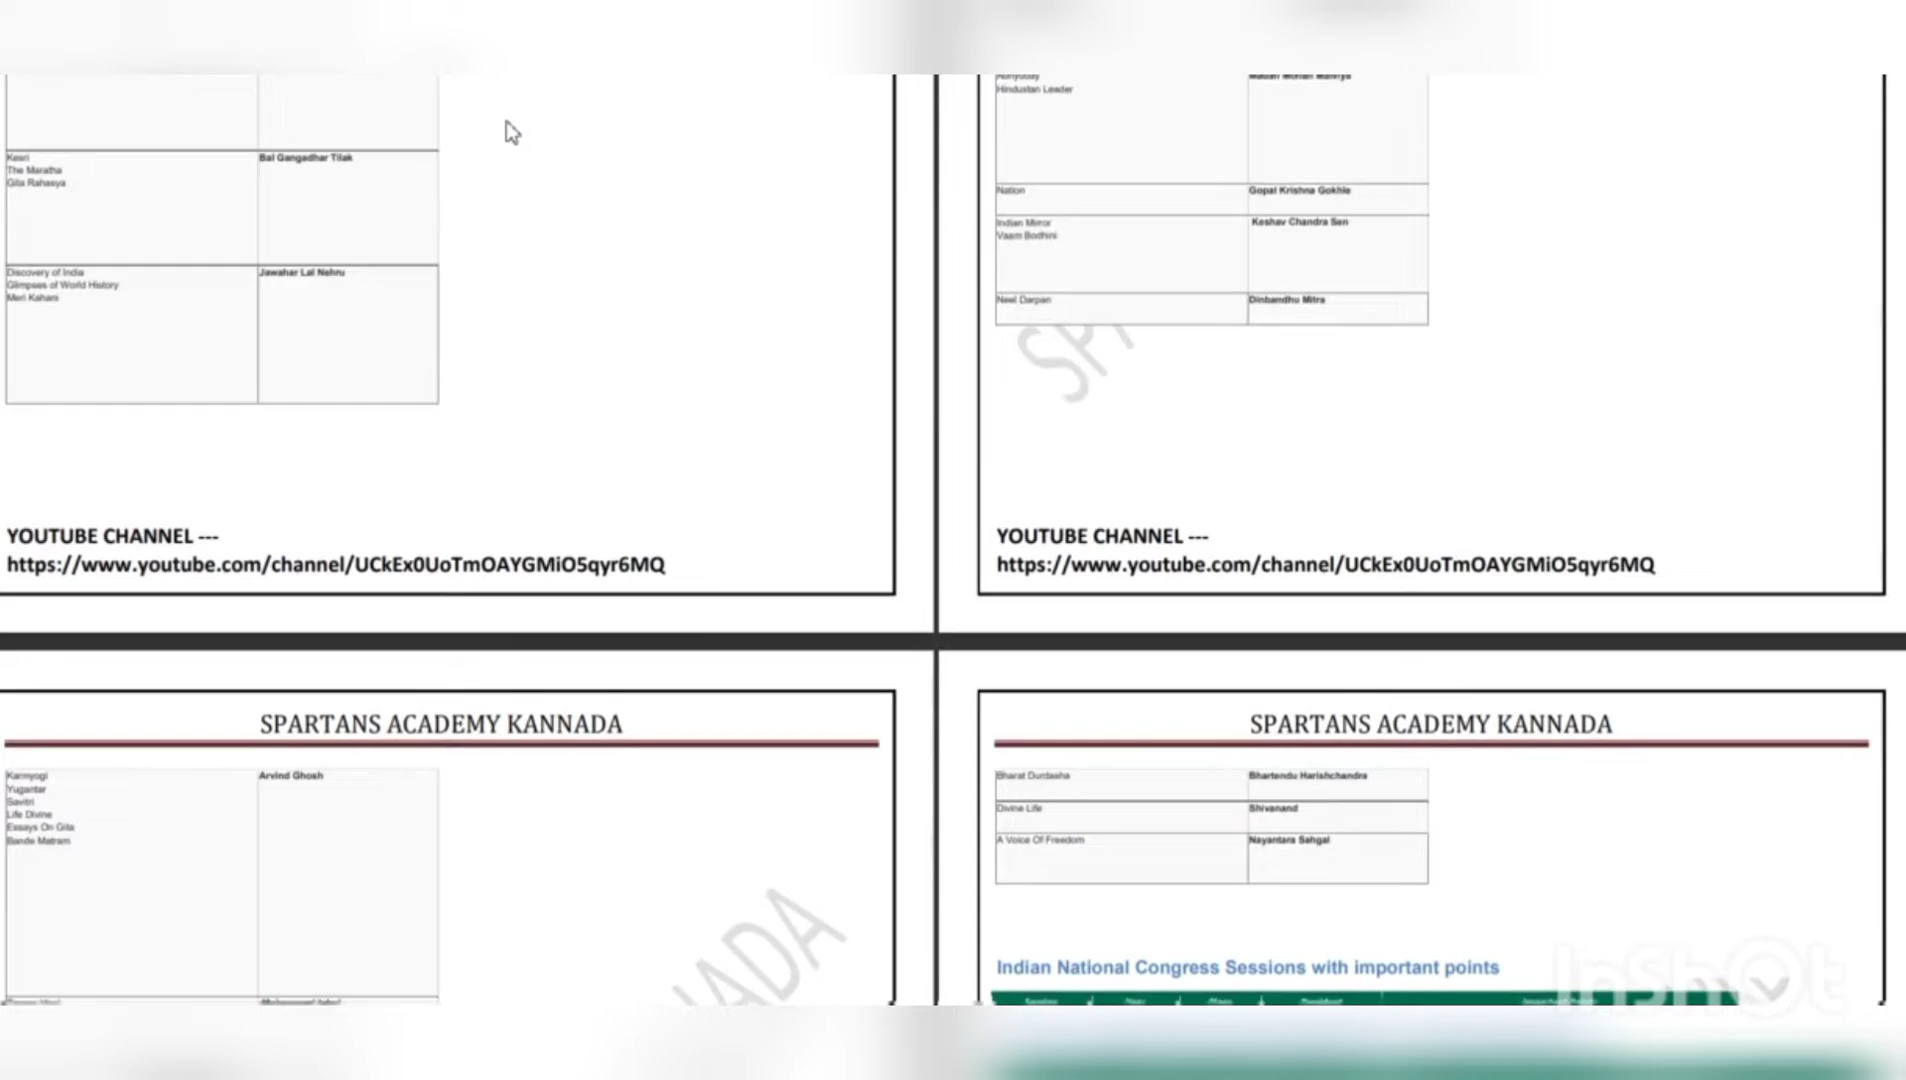 Kesri
The Maratha
Gita Rahasya
Bal Gangadhar Tilak
Discovery of India
Glimpses of World History
Meri Kahani
Jawahar Lal Nehru
YOUTUBE CHANNEL ---
https://www.youtube.com/channel/UCkEx0UoTmOAYGMiO5qyr6MQ
Hindustan Leader
Madan Mohan Malviya
Nation
Gopal Krishna Gokhle
Indian Mirror
Vaam Bodhini
Keshav Chandra Sen
Neel Darpan
Dinbandhu Mitra
YOUTUBE CHANNEL ---
https://www.youtube.com/channel/UCkEx0UoTmOAYGMiO5qyr6MQ
SPARTANS ACADEMY KANNADA
Karmyogi
Yugantar
Savitri
Life Divine
Essays On Gita
Bande Matram
Arvind Ghosh
SPARTANS ACADEMY KANNADA
Bharat Durdasha
Bhartendu Harishchandra
Divine Life
Shivanand
A Voice Of Freedom
Nayantara Sehgal
Indian National Congress Sessions with important points
InShOt